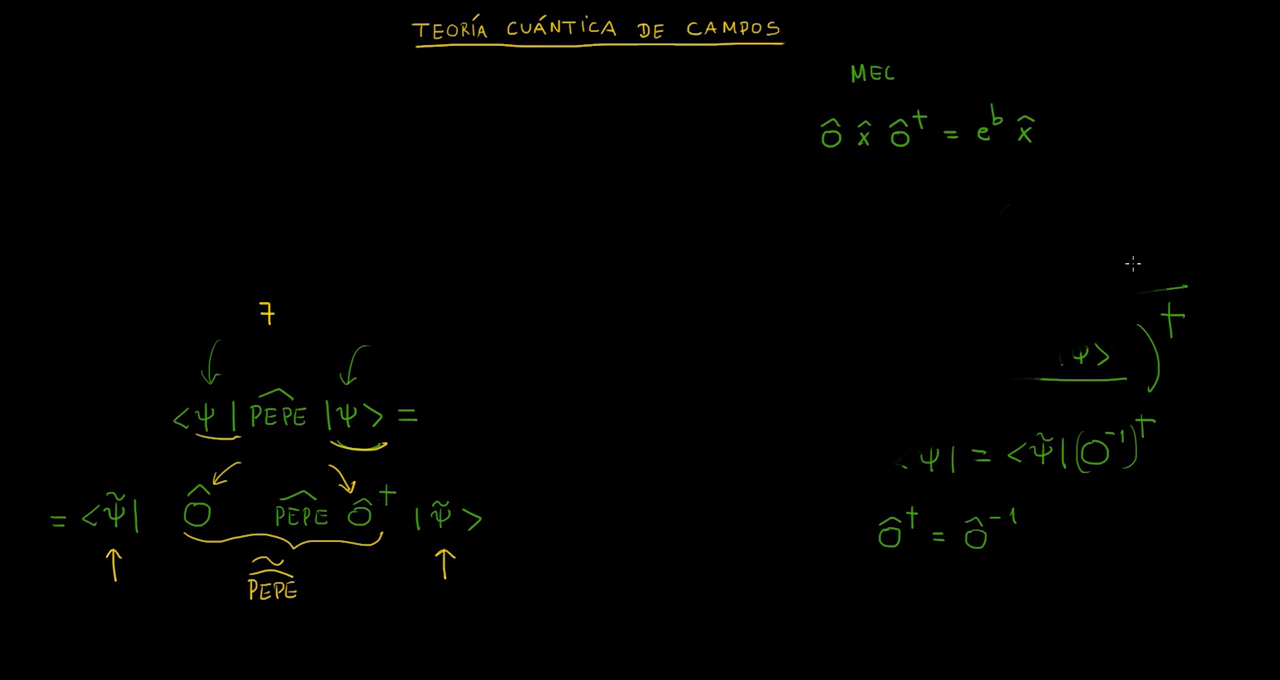 TEORÍA CUÁNTICA DE CAMPOS
MEC
Ô x̂ Ô† = e^b x̂
7
<Ψ| PEPE^ |Ψ> =
= <Ψ̃| Ô PEPE^ Ô† |Ψ̃>
PEPE^~
|Ψ> )†
<Ψ| = <Ψ̃|(O⁻¹)†
Ô† = Ô⁻¹